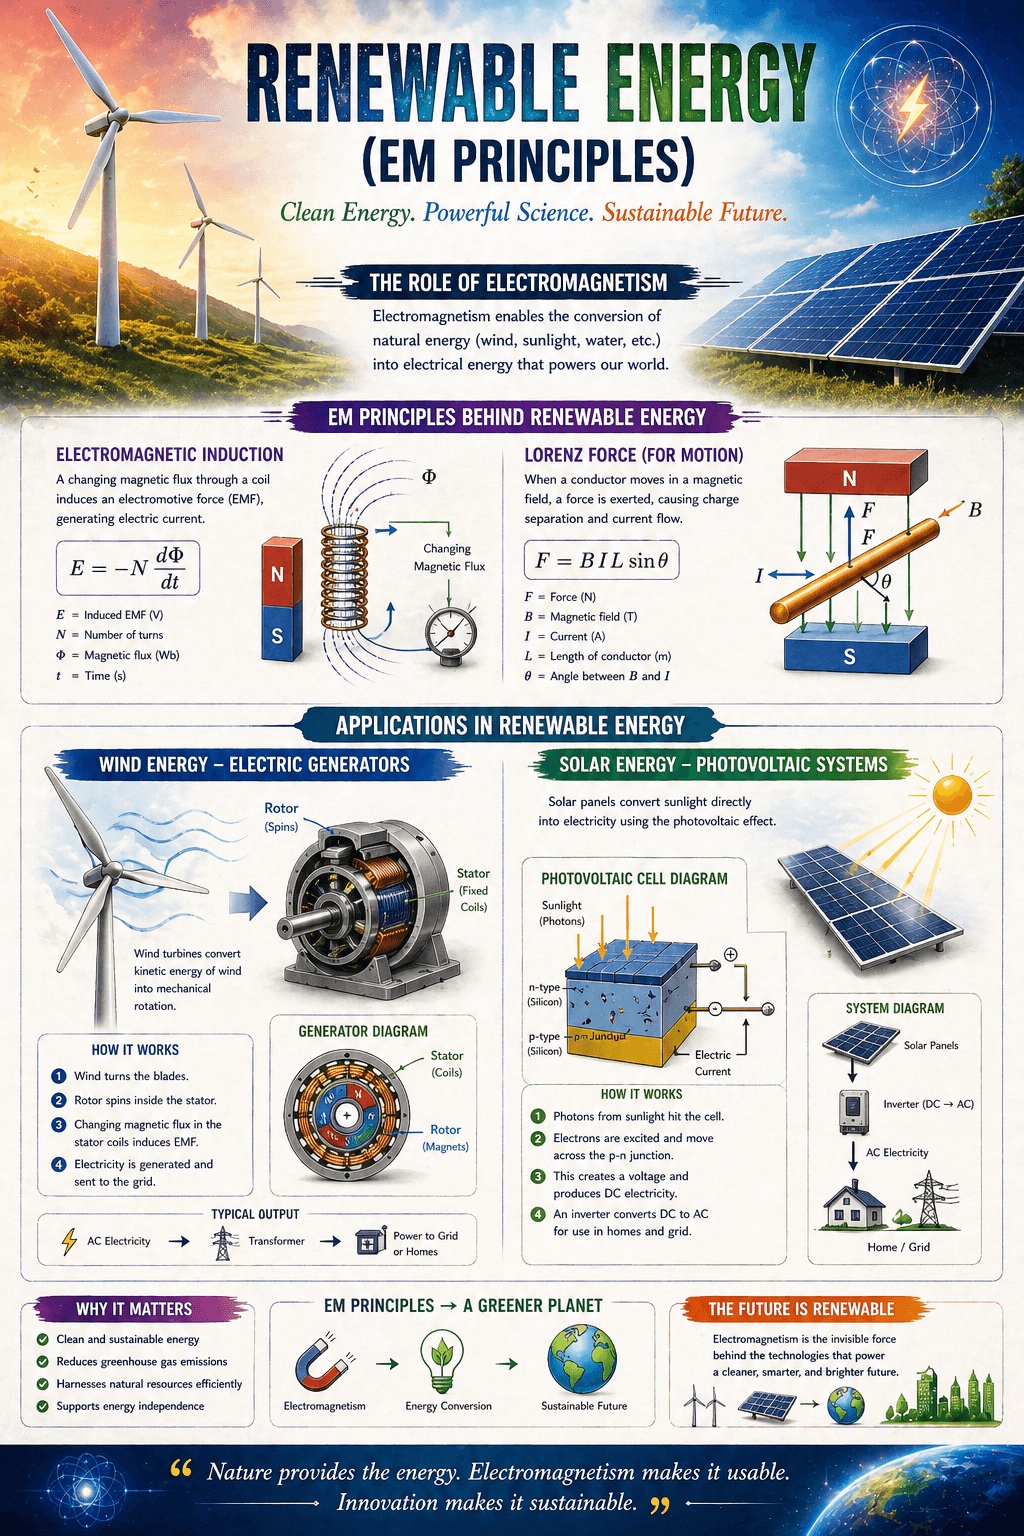 RENEWABLE ENERGY
(EM PRINCIPLES)
Clean Energy. Powerful Science. Sustainable Future.
THE ROLE OF ELECTROMAGNETISM
Electromagnetism enables the conversion of
natural energy (wind, sunlight, water, etc.)
into electrical energy that powers our world.
EM PRINCIPLES BEHIND RENEWABLE ENERGY
ELECTROMAGNETIC INDUCTION
A changing magnetic flux through a coil
induces an electromotive force (EMF),
generating electric current.
E = −N dΦ/dt
E = Induced EMF (V)
N = Number of turns
Φ = Magnetic flux (Wb)
t = Time (s)
N
S
Φ
Changing
Magnetic Flux
LORENZ FORCE (FOR MOTION)
When a conductor moves in a magnetic
field, a force is exerted, causing charge
separation and current flow.
F = B I L sin θ
F = Force (N)
B = Magnetic field (T)
I = Current (A)
L = Length of conductor (m)
θ = Angle between B and I
N
F
F
B
I
θ
S
APPLICATIONS IN RENEWABLE ENERGY
WIND ENERGY – ELECTRIC GENERATORS
Rotor
(Spins)
Stator
(Fixed
Coils)
Wind turbines convert
kinetic energy of wind
into mechanical
rotation.
HOW IT WORKS
1 Wind turns the blades.
2 Rotor spins inside the stator.
3 Changing magnetic flux in the
stator coils induces EMF.
4 Electricity is generated and
sent to the grid.
GENERATOR DIAGRAM
Stator
(Coils)
Rotor
(Magnets)
+
TYPICAL OUTPUT
AC Electricity
Transformer
Power to Grid
or Homes
SOLAR ENERGY – PHOTOVOLTAIC SYSTEMS
Solar panels convert sunlight directly
into electricity using the photovoltaic effect.
PHOTOVOLTAIC CELL DIAGRAM
Sunlight
(Photons)
+
−
n-type
(Silicon)
p-type
(Silicon)
Electric
Current
HOW IT WORKS
1 Photons from sunlight hit the cell.
2 Electrons are excited and move
across the p-n junction.
3 This creates a voltage and
produces DC electricity.
4 An inverter converts DC to AC
for use in homes and grid.
SYSTEM DIAGRAM
Solar Panels
Inverter (DC → AC)
AC Electricity
Home / Grid
WHY IT MATTERS
Clean and sustainable energy
Reduces greenhouse gas emissions
Harnesses natural resources efficiently
Supports energy independence
EM PRINCIPLES → A GREENER PLANET
Electromagnetism
Energy Conversion
Sustainable Future
THE FUTURE IS RENEWABLE
Electromagnetism is the invisible force
behind the technologies that power
a cleaner, smarter, and brighter future.
“ Nature provides the energy. Electromagnetism makes it usable.
Innovation makes it sustainable. ”